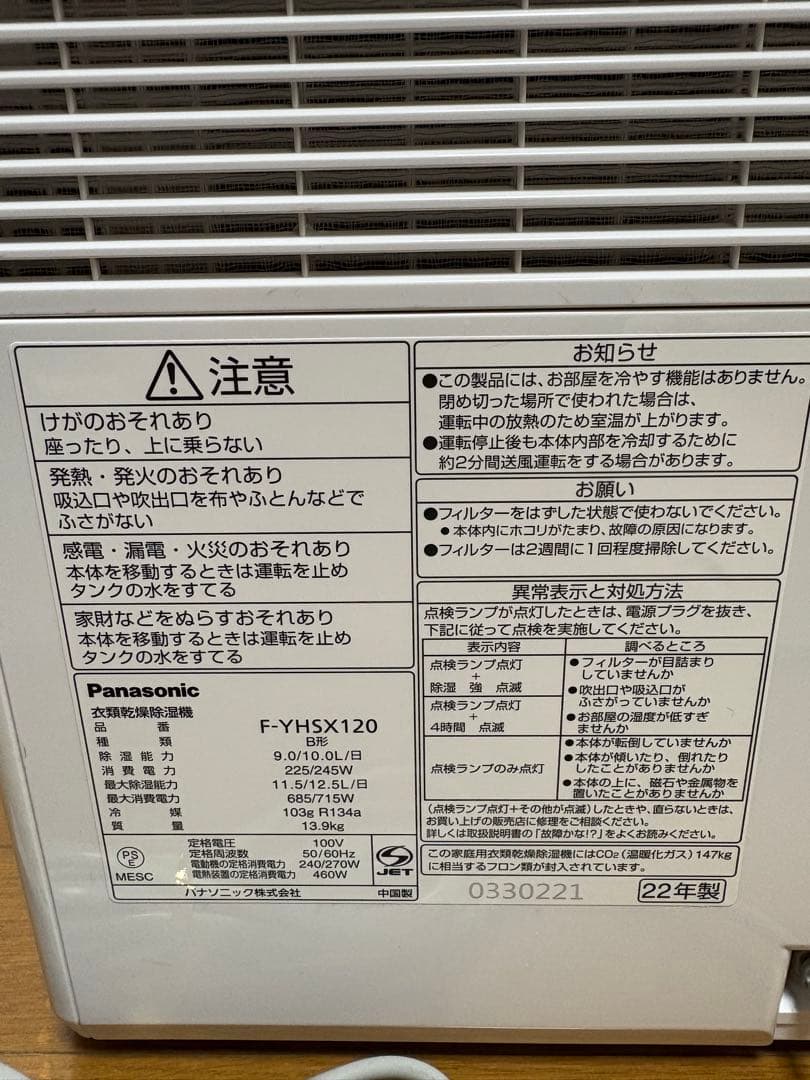 注意
けがのおそれあり
座ったり、上に乗らない
発熱・発火のおそれあり
吸込口や吹出口を布やふとんなどで
ふさがない
感電・漏電・火災のおそれあり
本体を移動するときは運転を止め
タンクの水をすてる
家財などをぬらすおそれあり
本体を移動するときは運転を止め
タンクの水をすてる
Panasonic
衣類乾燥除湿機
品番 F-YHSX120
種類 B形
除湿能力 9.0/10.0L/日
消費電力 225/245W
最大除湿能力 11.5/12.5L/日
最大消費電力 685/715W
冷媒 103g R134a
質量 13.9kg
PS
E
MESC
定格電圧 100V
定格周波数 50/60Hz
電動機の定格消費電力 240/270W
電熱装置の定格消費電力 460W
JET
パナソニック株式会社 中国製
お知らせ
●この製品には、お部屋を冷やす機能はありません。
閉め切った場所で使われた場合は、
運転中の放熱のため室温が上がります。
●運転停止後も本体内部を冷却するために
約2分間送風運転をする場合があります。
お願い
●フィルターをはずした状態で使わないでください。
●本体内にホコリがたまり、故障の原因になります。
●フィルターは2週間に1回程度掃除してください。
異常表示と対処方法
点検ランプが点灯したときは、電源プラグを抜き、
下記に従って点検を実施してください。
表示内容 調べるところ
点検ランプ点灯
+
除湿 強 点滅
点検ランプ点灯
+
4時間 点滅
●フィルターが目詰まり
していませんか
●吹出口や吸込口が
ふさがっていませんか
●お部屋の湿度が低すぎ
ませんか
点検ランプのみ点灯
●本体が転倒していませんか
●本体が傾いたり、倒れたり
したことがありませんか
●本体の上に、磁石や金属物を
置いたことがありませんか
(点検ランプ点灯+その他が点滅)したときや、直らないときは、
お買い上げの販売店に修理をご相談ください。
詳しくは取扱説明書の「故障かな!?」をよくお読みください。
この家庭用衣類乾燥除湿機にはCO₂(温暖化ガス)147kg
に相当するフロン類が封入されています。
0330221
22年製